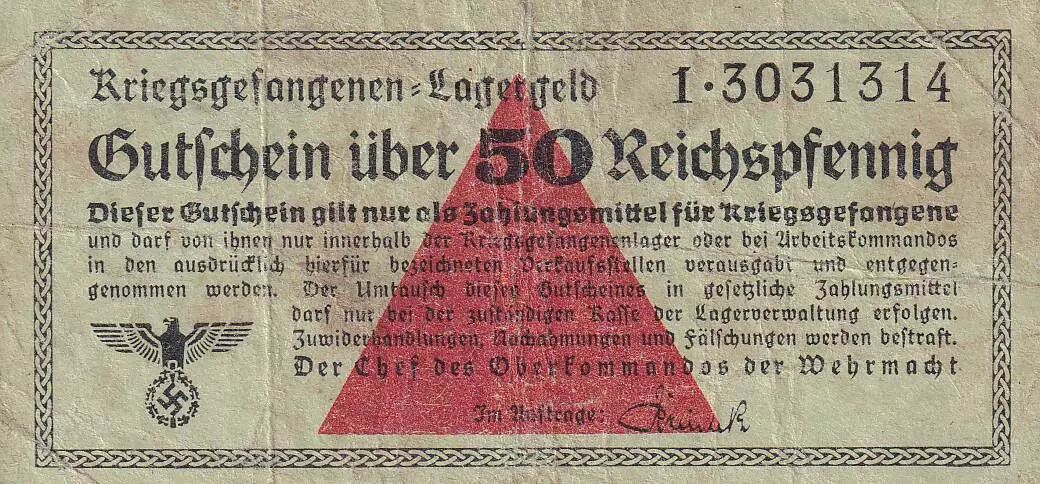 Kriegsgefangenen-Lagergeld 1·3031314
Gutschein über 50 Reichspfennig
Dieser Gutschein gilt nur als Zahlungsmittel für Kriegsgefangene
und darf von ihnen nur innerhalb der Kriegsgefangenenlager oder bei Arbeitskommandos
in den ausdrücklich hierfür bezeichneten Verkaufsstellen verausgabt und entgegen-
genommen werden. Der Umtausch dieses Gutscheines in gesetzliche Zahlungsmittel
darf nur bei der zuständigen Kasse der Lagerverwaltung erfolgen.
Zuwiderhandlungen, Nachahmungen und Fälschungen werden bestraft.
Der Chef des Oberkommandos der Wehrmacht
Im Auftrage: